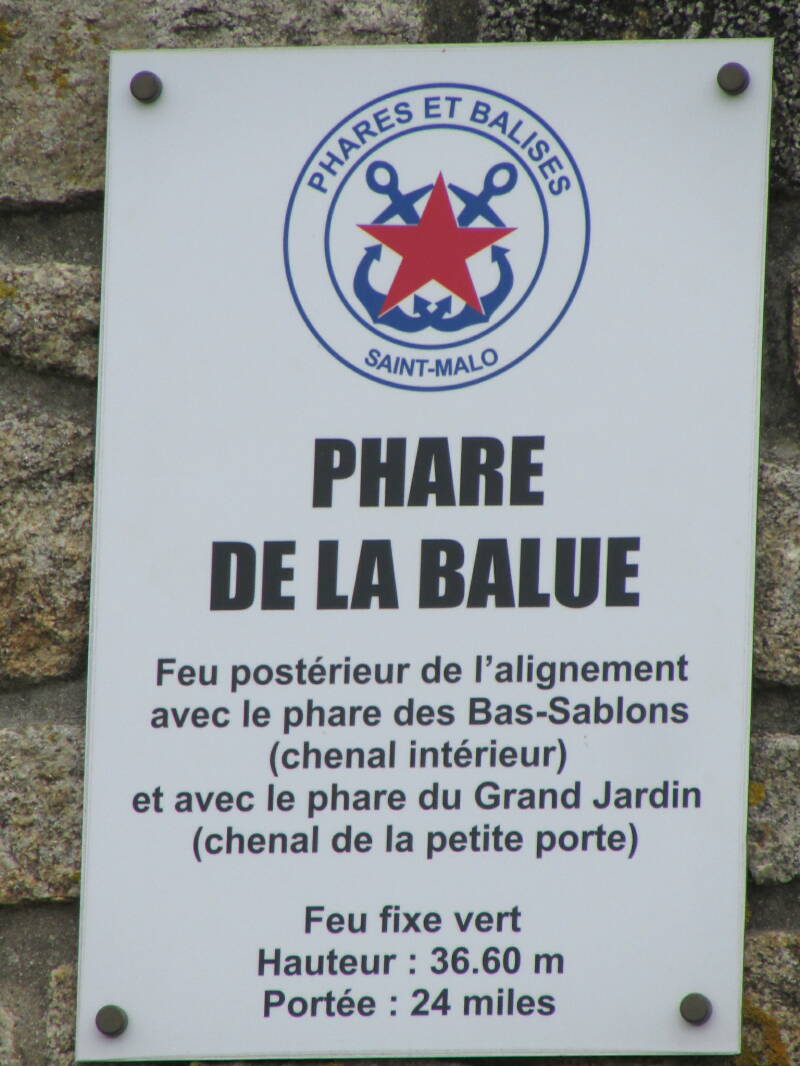 PHARES ET BALISES
SAINT-MALO
PHARE
DE LA BALUE
Feu postérieur de l'alignement
avec le phare des Bas-Sablons
(chenal intérieur)
et avec le phare du Grand Jardin
(chenal de la petite porte)
Feu fixe vert
Hauteur : 36.60 m
Portée : 24 miles